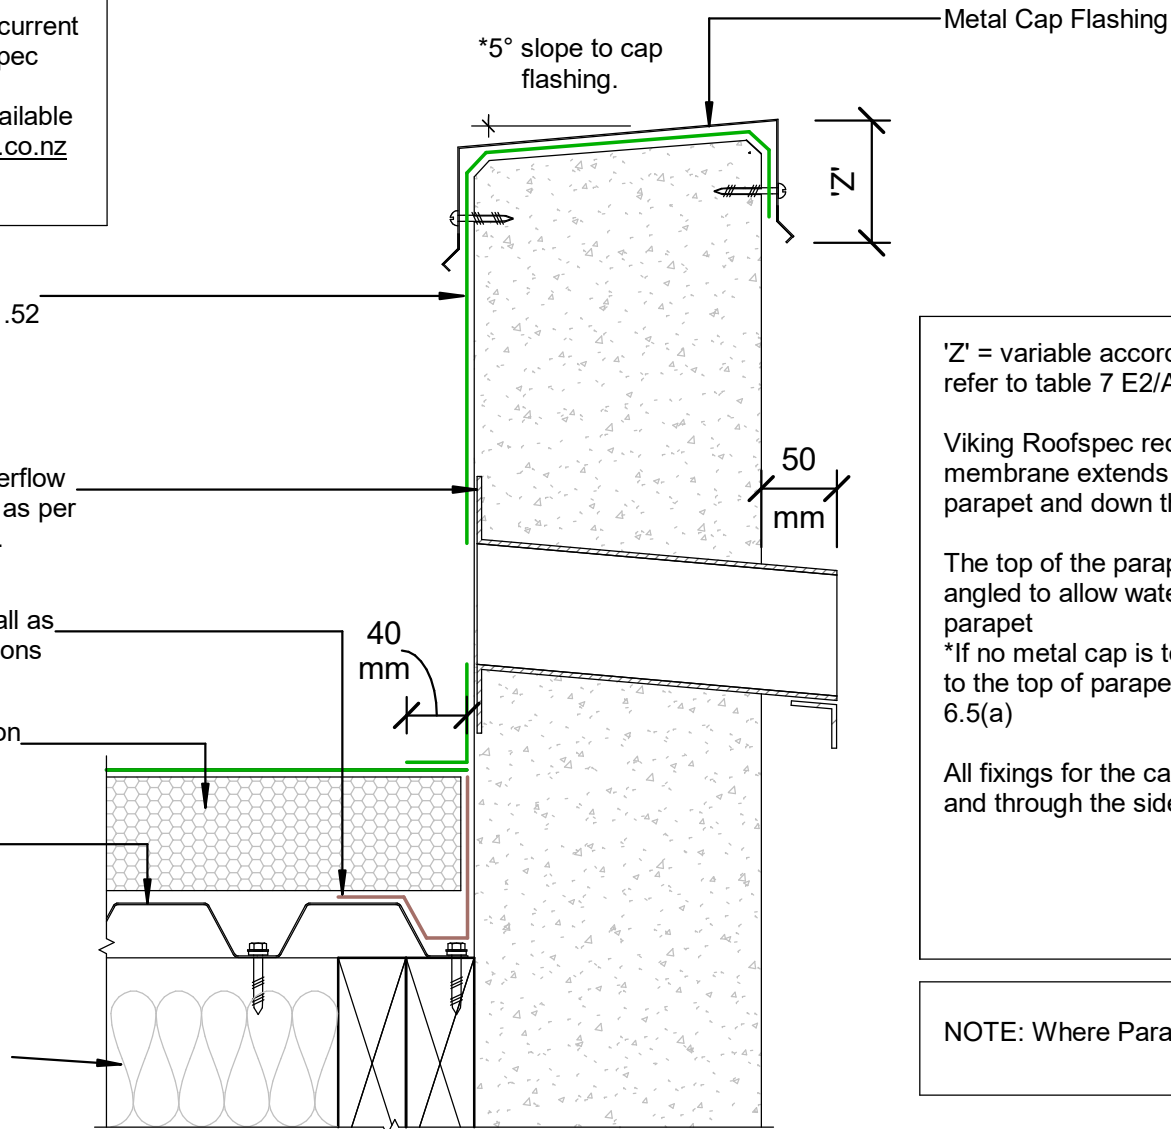 current
pec
ailable
.co.nz
*5° slope to cap
flashing.
Metal Cap Flashing
'Z'
.52
erflow
as per
.
50
mm
all as
ons
40
mm
on
'Z' = variable accord
refer to table 7 E2/A
Viking Roofspec rec
membrane extends
parapet and down th
The top of the parap
angled to allow wate
parapet
*If no metal cap is to
to the top of parape
6.5(a)
All fixings for the ca
and through the side
NOTE: Where Para